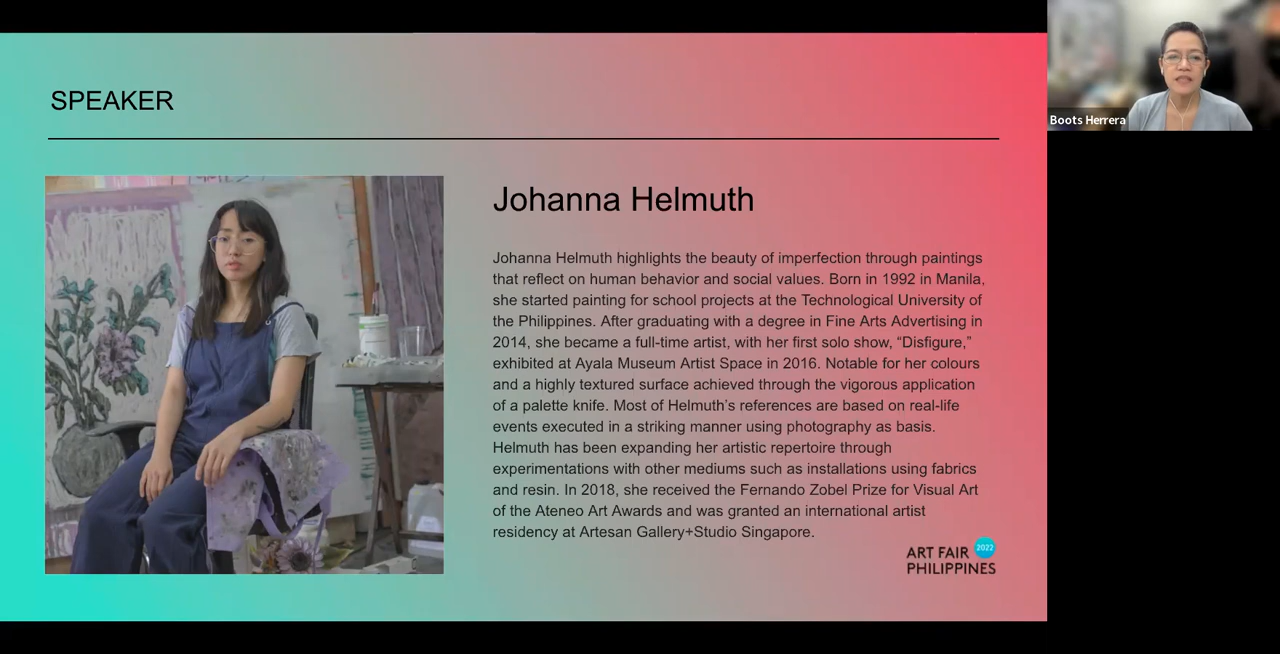 SPEAKER
Johanna Helmuth
Johanna Helmuth highlights the beauty of imperfection through paintings
that reflect on human behavior and social values. Born in 1992 in Manila,
she started painting for school projects at the Technological University of
the Philippines. After graduating with a degree in Fine Arts Advertising in
2014, she became a full-time artist, with her first solo show, “Disfigure,”
exhibited at Ayala Museum Artist Space in 2016. Notable for her colours
and a highly textured surface achieved through the vigorous application
of a palette knife. Most of Helmuth’s references are based on real-life
events executed in a striking manner using photography as basis.
Helmuth has been expanding her artistic repertoire through
experimentations with other mediums such as installations using fabrics
and resin. In 2018, she received the Fernando Zobel Prize for Visual Art
of the Ateneo Art Awards and was granted an international artist
residency at Artesan Gallery+Studio Singapore.
ART FAIR 2022
PHILIPPINES
Boots Herrera